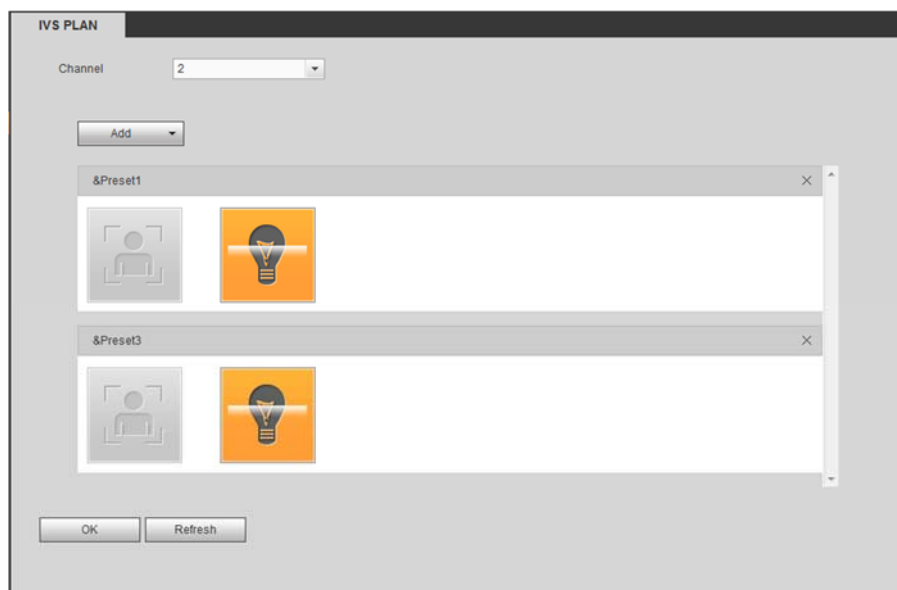 IVS PLAN
Channel 2
Add
&Preset1
&Preset3
OK Refresh